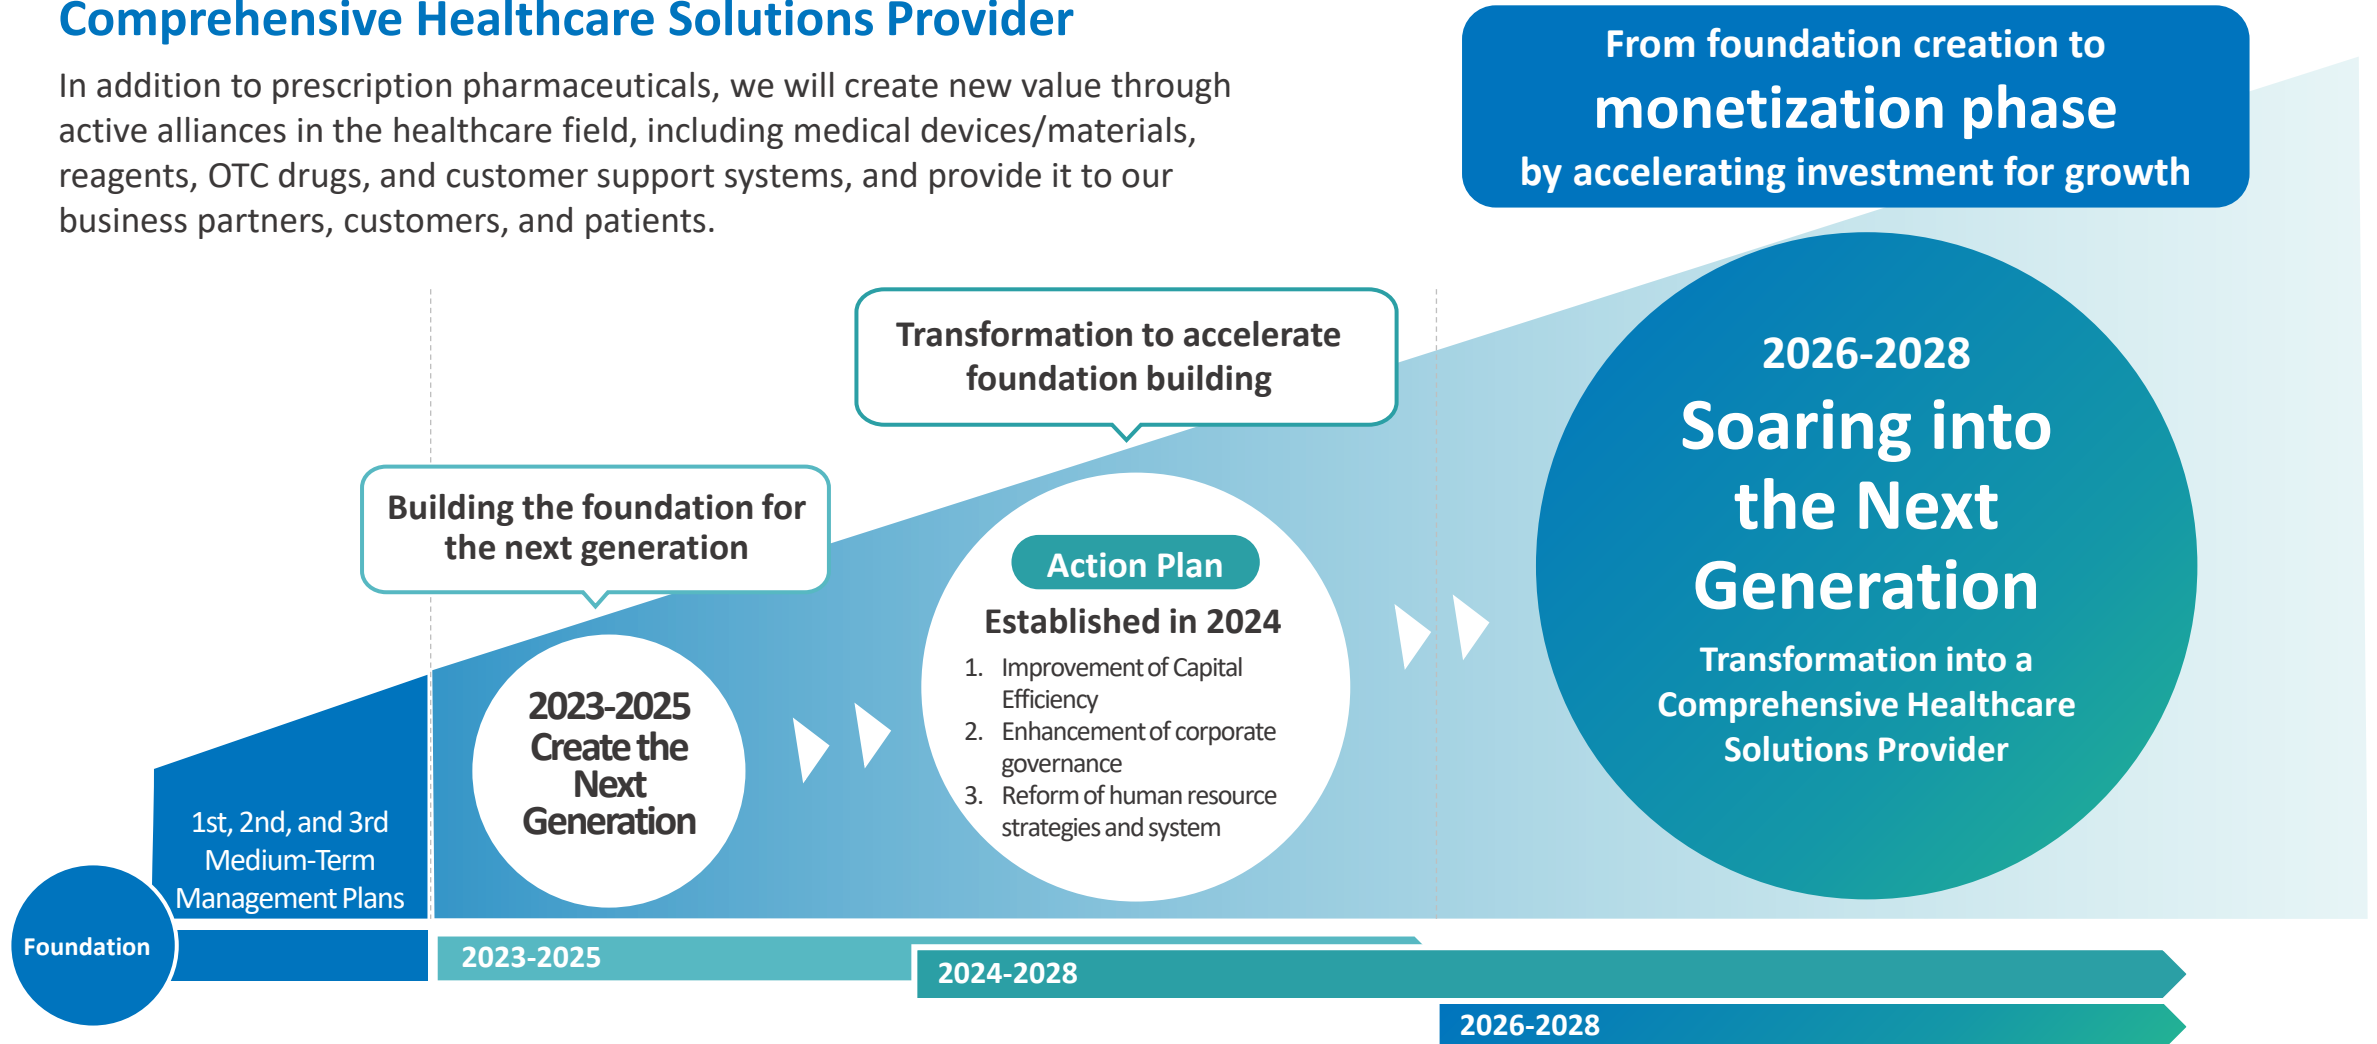 Comprehensive Healthcare Solutions Provider
In addition to prescription pharmaceuticals, we will create new value through
active alliances in the healthcare field, including medical devices/materials,
reagents, OTC drugs, and customer support systems, and provide it to our
business partners, customers, and patients.
From foundation creation to
monetization phase
by accelerating investment for growth
Transformation to accelerate
foundation building
Building the foundation for
the next generation
1st, 2nd, and 3rd
Medium-Term
Management Plans
Foundation
2023-2025
Create the
Next
Generation
Action Plan
Established in 2024
1. Improvement of Capital
Efficiency
2. Enhancement of corporate
governance
3. Reform of human resource
strategies and system
2026-2028
Soaring into
the Next
Generation
Transformation into a
Comprehensive Healthcare
Solutions Provider
2023-2025
2024-2028
2026-2028